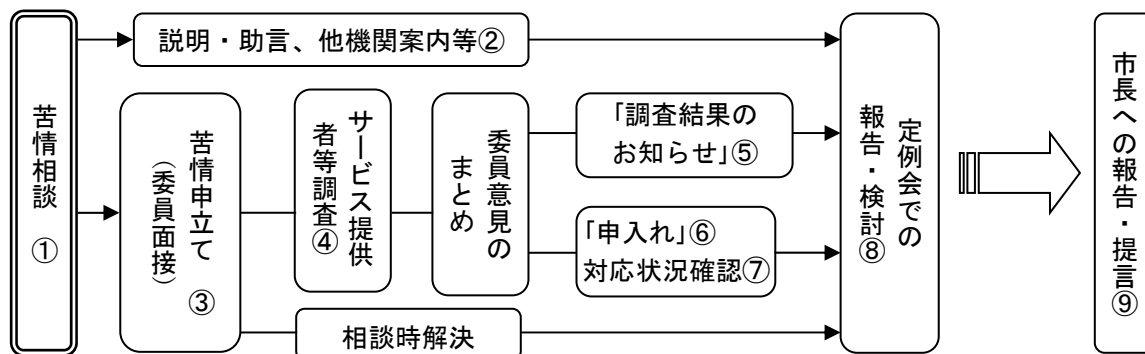 苦情相談 ①
説明・助言、他機関案内等②
苦情申立て ③
（委員面接）
サービス提供
者等調査④
委員意見の
まとめ
「調査結果の
お知らせ」⑤
「申入れ」⑥
対応状況確認⑦
相談時解決
定例会での
報告・検討⑧
市長への報告・提言⑨